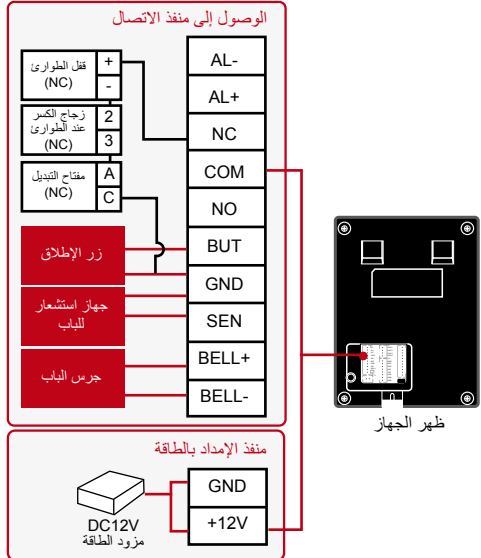 الوصول إلى منفذ الاتصال
قفل الطوارئ
(NC)
+
-
زجاج الكسر
عند الطوارئ
(NC)
2
3
مفتاح التبديل
(NC)
A
C
زر الإطلاق
جهاز استشعار
للباب
جرس الباب
AL-
AL+
NC
COM
NO
BUT
GND
SEN
BELL+
BELL-
ظهر الجهاز
منفذ الإمداد بالطاقة
GND
+12V
DC12V
مزود الطاقة